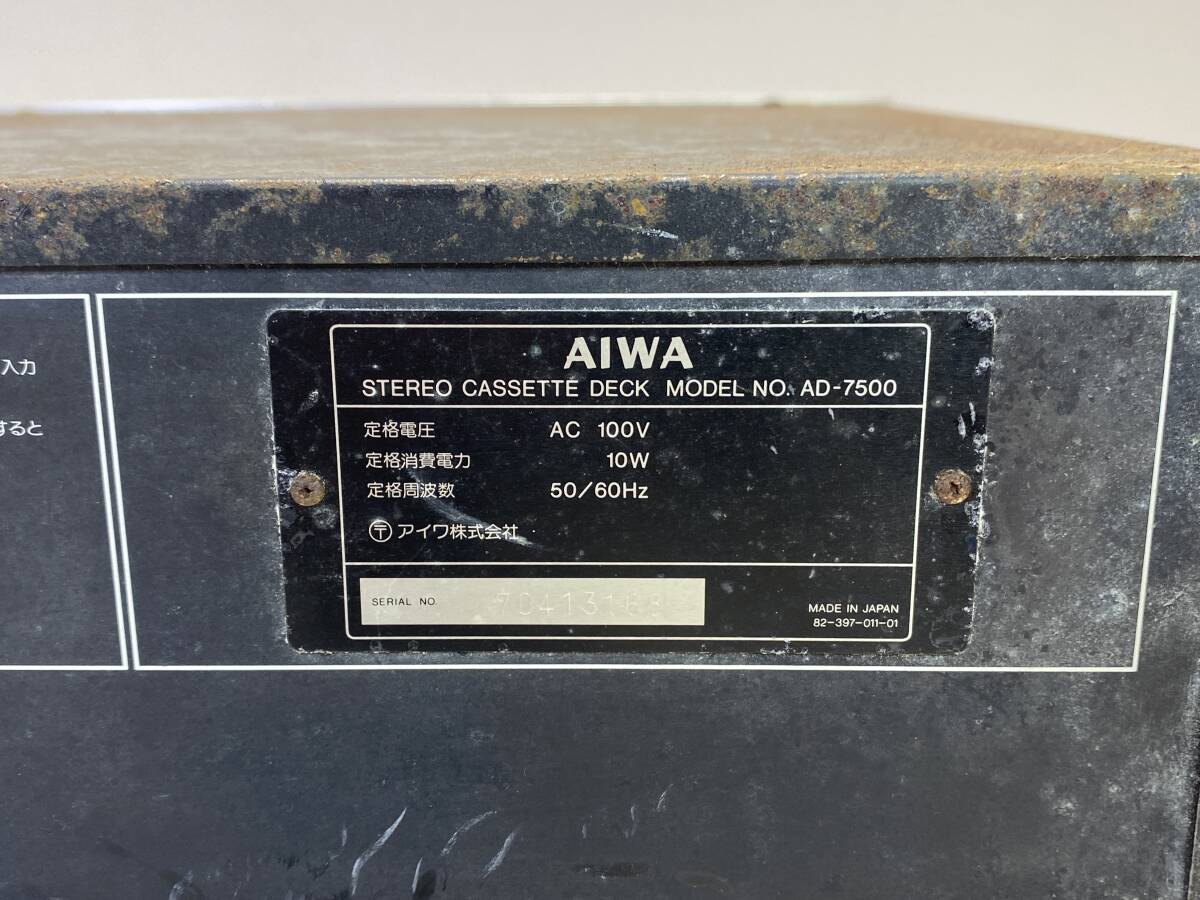 入力
すると
AIWA
STEREO CASSETTE DECK MODEL NO. AD-7500
定格電圧 AC 100V
定格消費電力 10W
定格周波数 50/60Hz
〒 アイワ株式会社
SERIAL NO. 70413168
MADE IN JAPAN
82-397-011-01